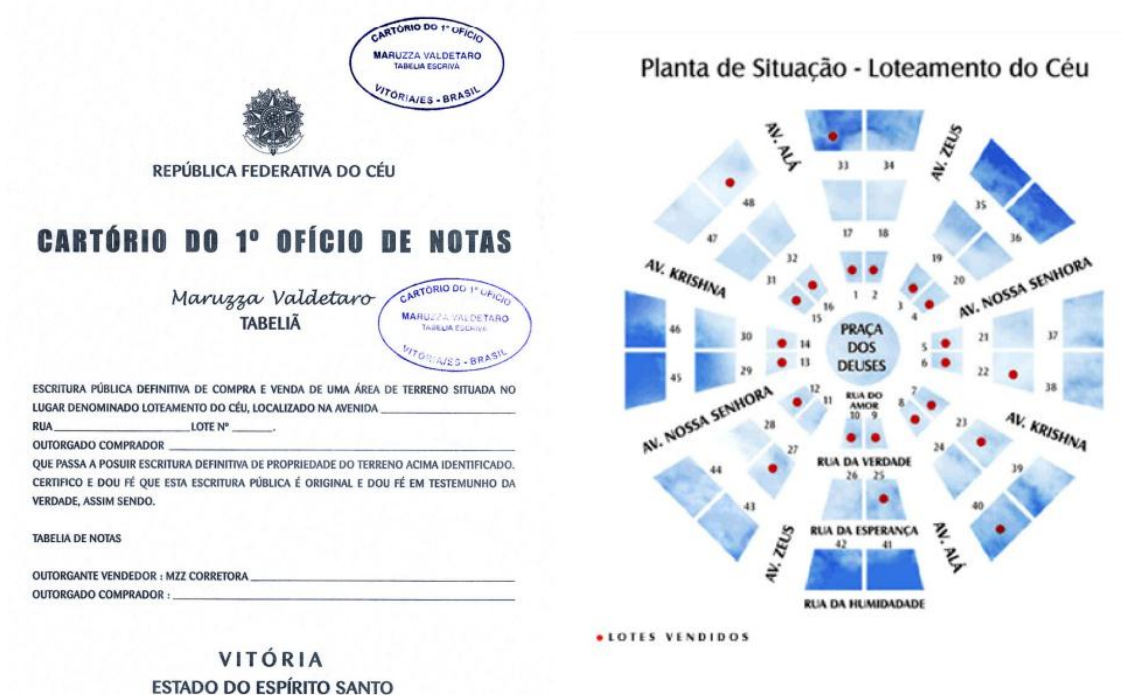 CARTÓRIO DO 1º OFÍCIO
MARUZZA VALDETARO
TABELIÃ ESCRIVÃ
VITÓRIA/ES - BRASIL
REPÚBLICA FEDERATIVA DO CÉU
CARTÓRIO DO 1º OFÍCIO DE NOTAS
Maruzza Valdetaro
TABELIÃ
CARTÓRIO DO 1º OFÍCIO
MARUZZA VALDETARO
TABELIÃ ESCRIVÃ
VITÓRIA/ES - BRASIL
ESCRITURA PÚBLICA DEFINITIVA DE COMPRA E VENDA DE UMA ÁREA DE TERRENO SITUADA NO
LUGAR DENOMINADO LOTEAMENTO DO CÉU, LOCALIZADO NA AVENIDA
RUA LOTE Nº .
OUTORGADO COMPRADOR
QUE PASSA A POSUIR ESCRITURA DEFINITIVA DE PROPRIEDADE DO TERRENO ACIMA IDENTIFICADO.
CERTIFICO E DOU FÉ QUE ESTA ESCRITURA PÚBLICA É ORIGINAL E DOU FÉ EM TESTEMUNHO DA
VERDADE, ASSIM SENDO.
TABELIA DE NOTAS
OUTORGANTE VENDEDOR : MZZ CORRETORA
OUTORGADO COMPRADOR :
VITÓRIA
ESTADO DO ESPÍRITO SANTO
Planta de Situação - Loteamento do Céu
AV. ALÁ
33 34
AV. ZEUS
48
35
47
17 18
36
32
19
AV. KRISHNA
31
20
AV. NOSSA SENHORA
16
1 2
3
15
4
46
30
14
PRAÇA
DOS
DEUSES
5
21
37
45
29
13
6
22
38
12
11
RUA DO
AMOR
7
8
AV. NOSSA SENHORA
28
10 9
23
AV. KRISHNA
27
RUA DA VERDADE
24
44
26 25
39
43
40
AV. ZEUS
RUA DA ESPERANÇA
AV. ALÁ
42 41
RUA DA HUMIDADADE
LOTES VENDIDOS